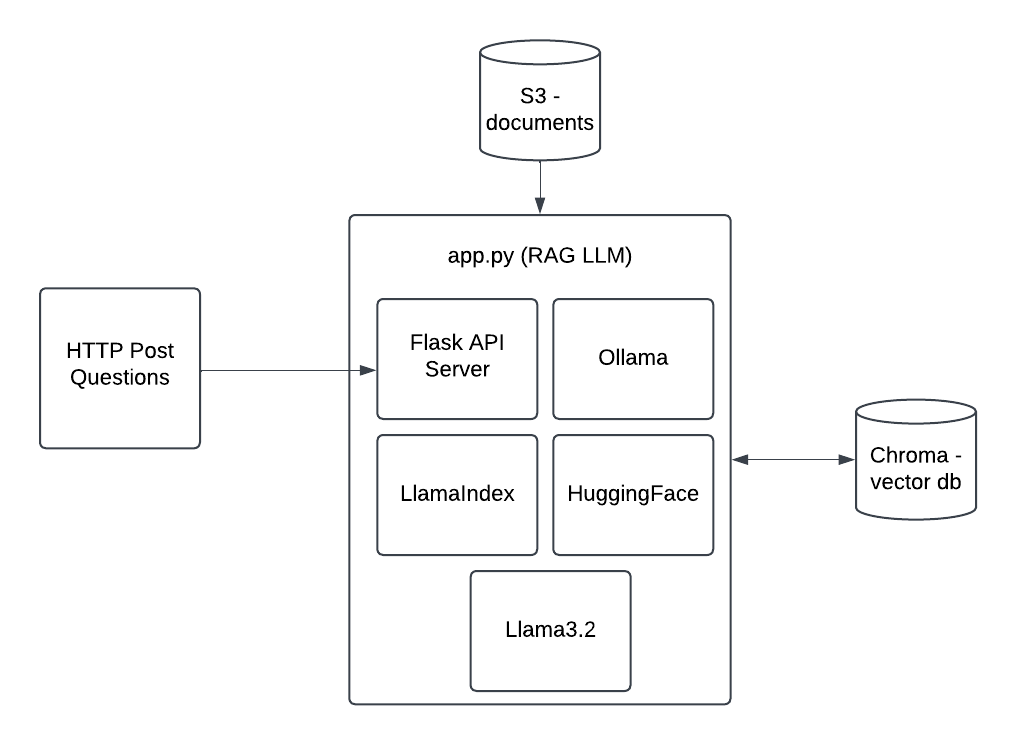 S3 -
documents
app.py (RAG LLM)
HTTP Post
Questions
Flask API
Server
Ollama
LlamaIndex
HuggingFace
Chroma -
vector db
Llama3.2